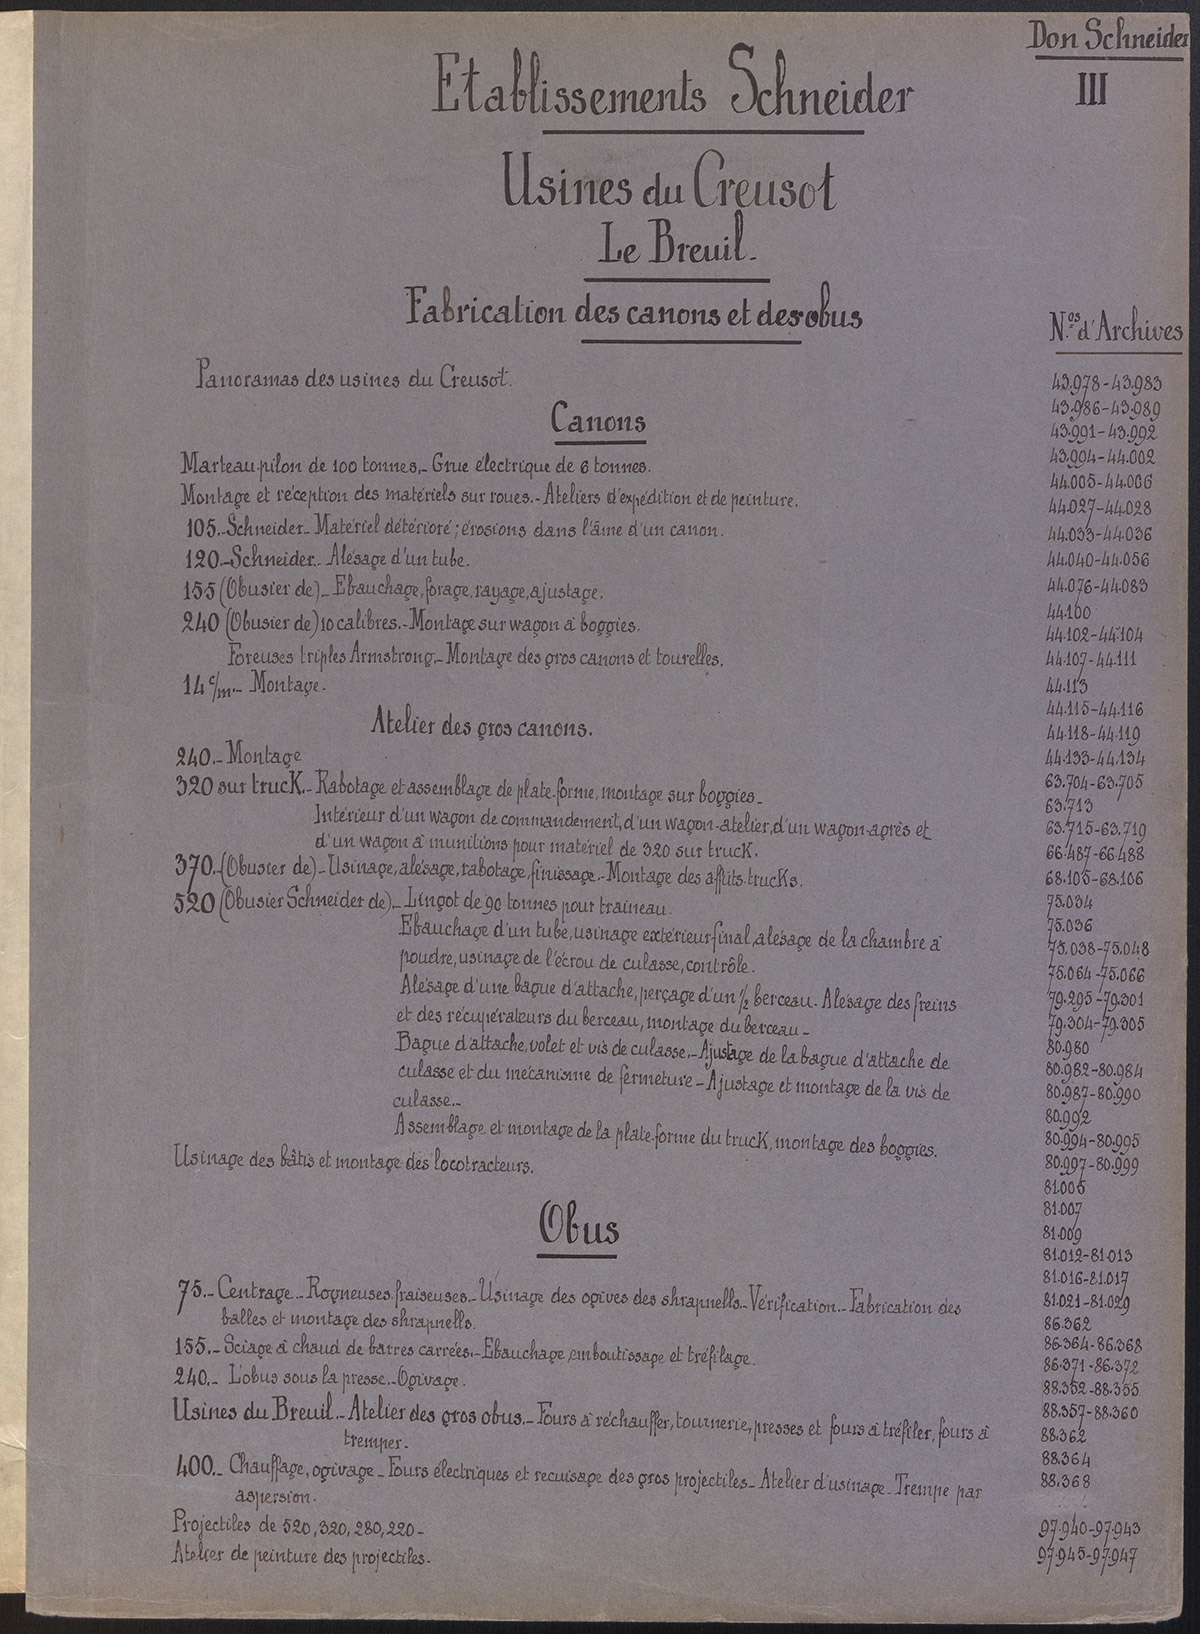 Don Schneider
III
Etablissements Schneider
Usines du Creusot
Le Breuil.
Fabrication des canons et des obus
N.os d'Archives
Panoramas des usines du Creusot.
Canons
Marteau-pilon de 100 tonnes.- Grue électrique de 6 tonnes.
Montage et réception des matériels sur roues.- Ateliers d'expédition et de peinture.
105.-Schneider.- Matériel détérioré; érosions dans l'âme d'un canon.
120.-Schneider.- Alésage d'un tube.
155 (Obusier de).- Ebauchage, forage, rayage, ajustage.
240 (Obusier de) 10 calibres.- Montage sur wagon à boggies.
Foreuses triples Armstrong.- Montage des gros canons et tourelles.
14 c/m.- Montage.
Atelier des gros canons.
240.- Montage
320 sur trucK.- Rabotage et assemblage de plate-forme, montage sur boggies.-
Intérieur d'un wagon de commandement, d'un wagon-atelier, d'un wagon-agrès et
d'un wagon à munitions pour matériel de 320 sur trucK.
370.-(Obusier de).- Usinage, alésage, rabotage, finissage.- Montage des affûts-trucKs.
520 (Obusier Schneider de).- Lingot de 90 tonnes pour traineau.
Ebauchage d'un tube, usinage extérieur final, alésage de la chambre à
poudre, usinage de l'écrou de culasse, contrôle.
Alésage d'une bague d'attache, perçage d'un 1/2 berceau. Alésage des freins
et des récupérateurs du berceau, montage du berceau.-
Bague d'attache, volet et vis de culasse.- Ajustage de la bague d'attache de
culasse et du mécanisme de fermeture - Ajustage et montage de la vis de
culasse.-
Assemblage et montage de la plate-forme du trucK, montage des boggies.
Usinage des bâtis et montage des locotracteurs.
Obus
75.- Centrage.- Rogneuses-fraiseuses.- Usinage des ogives des shrapnells.- Vérification.- Fabrication des
balles et montage des shrapnells.
155.- Sciage à chaud de barres carrées.- Ebauchage, emboutissage et tréfilage.
240.- L'obus sous la presse.- Ogivage.
Usines du Breuil.- Atelier des gros obus.- Fours à réchauffer, tournerie, presses et fours à tréfiler, fours à
tremper.
400.- Chauffage, ogivage - Fours électriques et recuisage des gros projectiles - Atelier d'usinage - Trempe par
aspersion.
Projectiles de 520, 320, 280, 220.-
Atelier de peinture des projectiles.
43.978-43.983
43.986-43.989
43.991-43.992
43.994-44.002
44.005-44.006
44.027-44.028
44.033-44.036
44.040-44.056
44.076-44.083
44.100
44.102-44.104
44.107-44.111
44.113
44.115-44.116
44.118-44.119
44.133-44.134
63.704-63.705
63.713
63.715-63.719
66.487-66.488
68.105-68.106
75.034
75.036
75.038-75.048
75.064-75.066
79.295-79.301
79.304-79.305
80.980
80.982-80.984
80.987-80.990
80.992
80.994-80.995
80.997-80.999
81.005
81.007
81.009
81.012-81.013
81.016-81.017
81.021-81.029
86.362
86.364-86.368
86.371-86.372
88.352-88.355
88.357-88.360
88.362
88.364
88.368
97.940-97.943
97.945-97.947